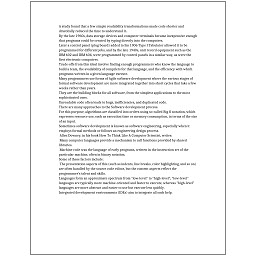 A study found that a few simple readability transformations made code shorter and
drastically reduced the time to understand it.
By the late 1960s, data storage devices and computer terminals became inexpensive enough
that programs could be created by typing directly into the computers.
Later a control panel (plug board) added to his 1906 Type I Tabulator allowed it to be
programmed for different jobs, and by the late 1940s, unit record equipment such as the
IBM 602 and IBM 604, were programmed by control panels in a similar way, as were the
first electronic computers.
Trade-offs from this ideal involve finding enough programmers who know the language to
build a team, the availability of compilers for that language, and the efficiency with which
programs written in a given language execute.
Many programmers use forms of Agile software development where the various stages of
formal software development are more integrated together into short cycles that take a few
weeks rather than years.
They are the building blocks for all software, from the simplest applications to the most
sophisticated ones.
Unreadable code often leads to bugs, inefficiencies, and duplicated code.
There are many approaches to the Software development process.
For this purpose, algorithms are classified into orders using so-called Big O notation, which
expresses resource use, such as execution time or memory consumption, in terms of the size
of an input.
Sometimes software development is known as software engineering, especially when it
employs formal methods or follows an engineering design process.
Allen Downey, in his book How To Think Like A Computer Scientist, writes:
Many computer languages provide a mechanism to call functions provided by shared
libraries.
Machine code was the language of early programs, written in the instruction set of the
particular machine, often in binary notation.
Some of these factors include:
The presentation aspects of this (such as indents, line breaks, color highlighting, and so on)
are often handled by the source code editor, but the content aspects reflect the
programmer's talent and skills.
Languages form an approximate spectrum from "low-level" to "high-level"; "low-level"
languages are typically more machine-oriented and faster to execute, whereas "high-level"
languages are more abstract and easier to use but execute less quickly.
Integrated development environments (IDEs) aim to integrate all such help.